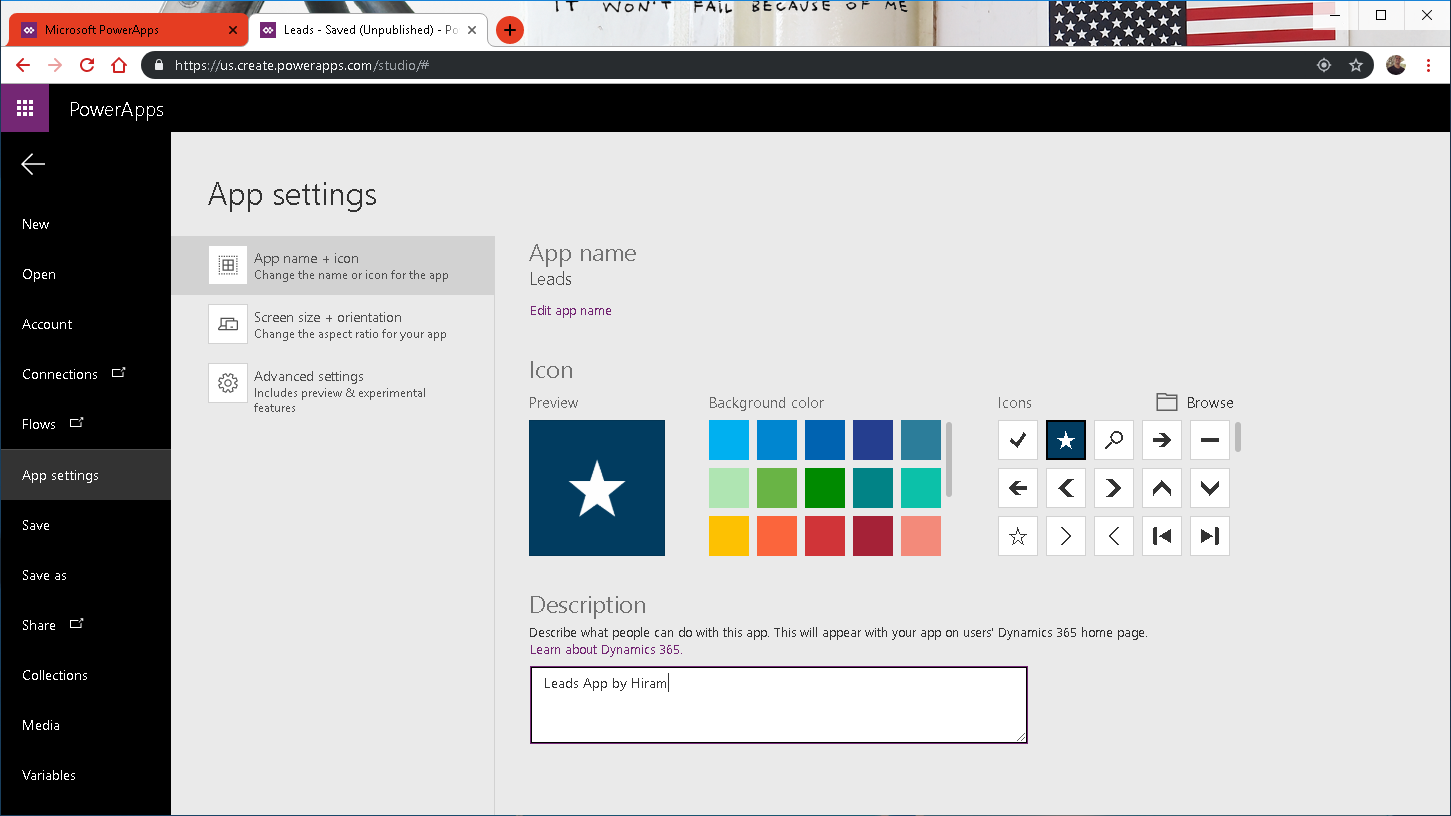 IT WON'T FAIL BECAUSE OF ME
Microsoft PowerApps
Leads - Saved (Unpublished) - Po
https://us.create.powerapps.com/studio/#
PowerApps
New
Open
Account
Connections
Flows
App settings
Save
Save as
Share
Collections
Media
Variables
App settings
App name + icon
Change the name or icon for the app
Screen size + orientation
Change the aspect ratio for your app
Advanced settings
Includes preview & experimental
features
App name
Leads
Edit app name
Icon
Preview
Background color
Icons
Browse
Description
Describe what people can do with this app. This will appear with your app on users' Dynamics 365 home page.
Learn about Dynamics 365.
Leads App by Hiram